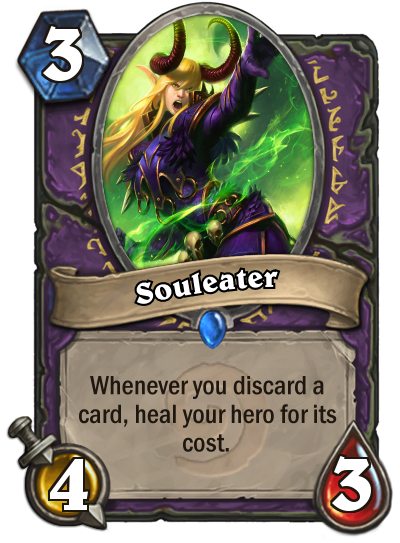 3
Souleater
Whenever you discard a
card, heal your hero for its
cost.
4
3